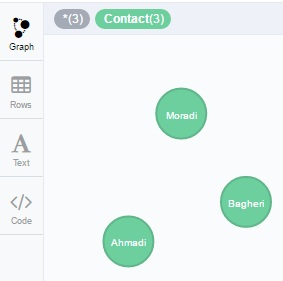 *(3) Contact(3)
Graph
Moradi
Rows
Text
A
Bagheri
Code
Ahmadi